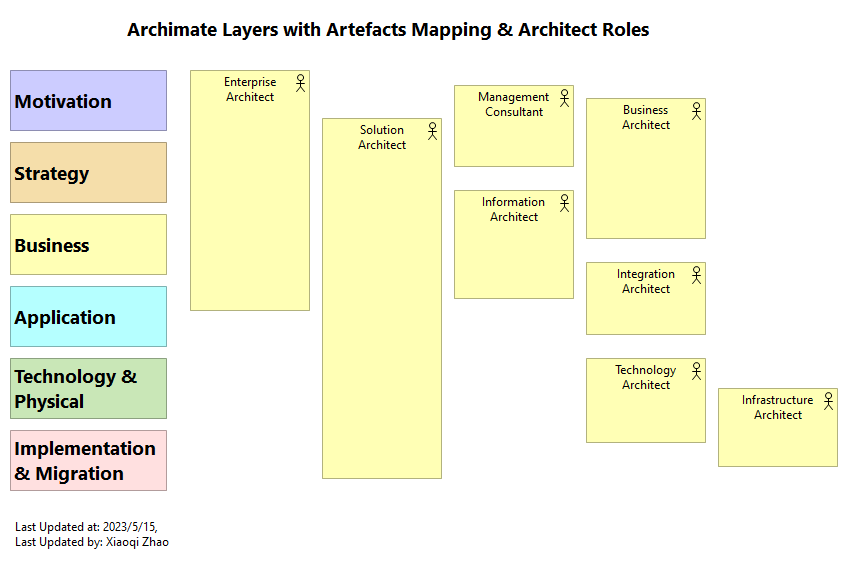 Archimate Layers with Artefacts Mapping & Architect Roles
Motivation
Strategy
Business
Application
Technology &
Physical
Implementation
& Migration
Enterprise
Architect
Solution
Architect
Management
Consultant
Information
Architect
Business
Architect
Integration
Architect
Technology
Architect
Infrastructure
Architect
Last Updated at: 2023/5/15,
Last Updated by: Xiaoqi Zhao